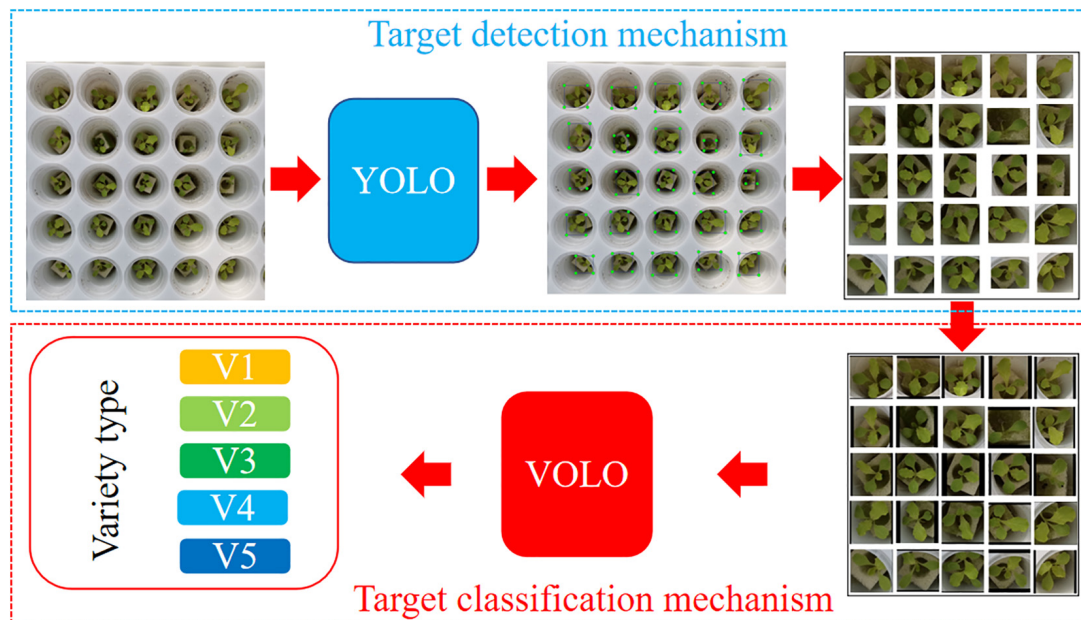 Target detection mechanism
YOLO
Variety type
V1
V2
V3
V4
V5
VOLO
Target classification mechanism